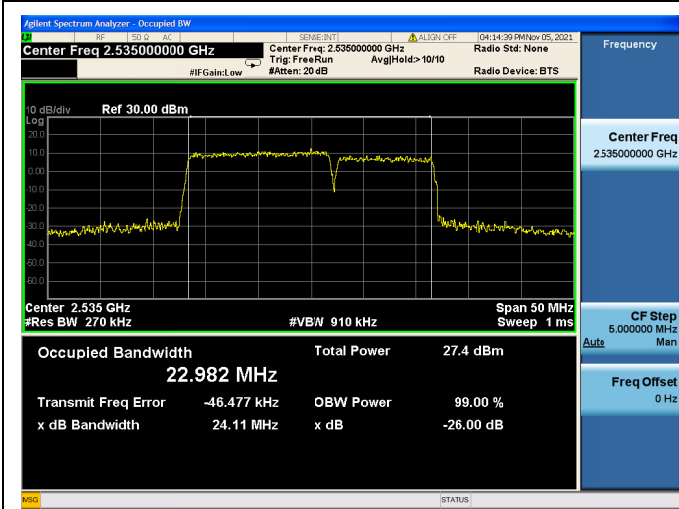 Agilent Spectrum Analyzer - Occupied BW
RF 50 Ω AC SENSE:INT ALIGN OFF 04:14:39 PM Nov 05, 2021
Center Freq 2.535000000 GHz Center Freq: 2.535000000 GHz Radio Std: None
Trig: Free Run Avg|Hold:> 10/10
#IFGain:Low #Atten: 20 dB Radio Device: BTS
10 dB/div Ref 30.00 dBm
Log
20.0
10.0
0.00
-10.0
-20.0
-30.0
-40.0
-50.0
-60.0
Center 2.535 GHz Span 50 MHz
#Res BW 270 kHz #VBW 910 kHz Sweep 1 ms
Occupied Bandwidth Total Power 27.4 dBm
22.982 MHz
Transmit Freq Error -46.477 kHz OBW Power 99.00 %
x dB Bandwidth 24.11 MHz x dB -26.00 dB
MSG STATUS
Frequency
Center Freq
2.535000000 GHz
CF Step
5.000000 MHz
Auto Man
Freq Offset
0 Hz